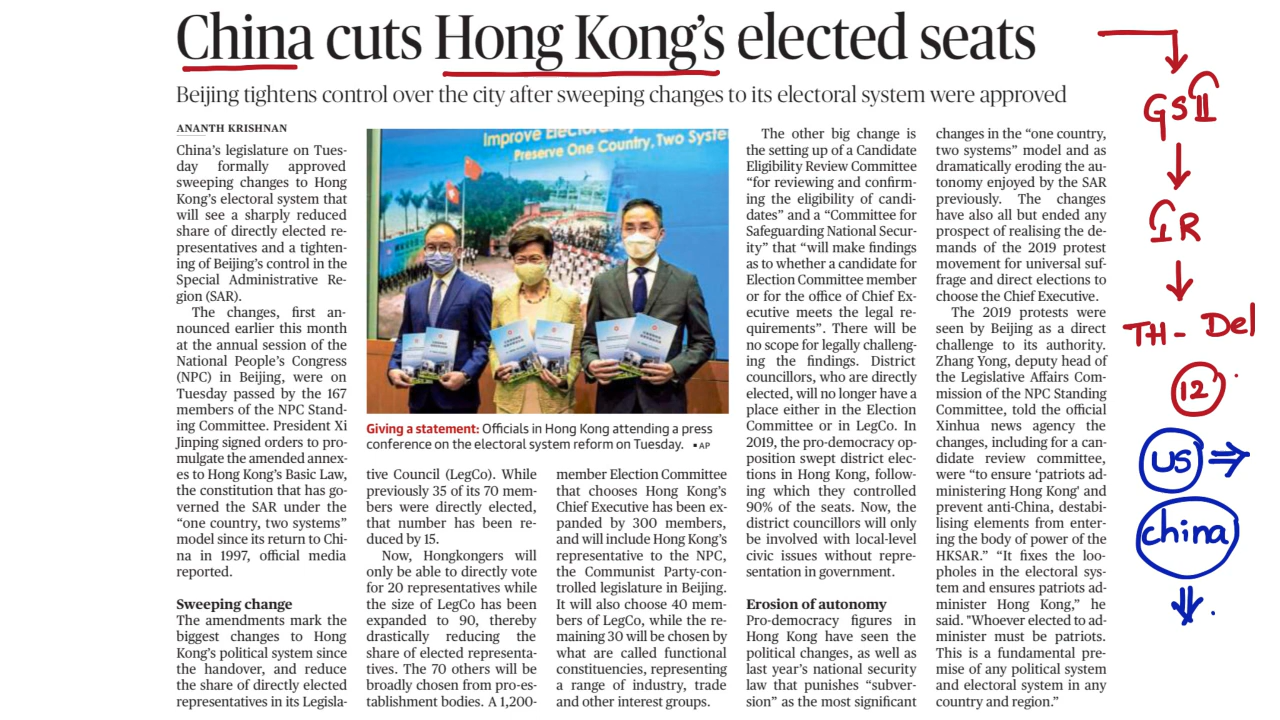 China cuts Hong Kong's elected seats
Beijing tightens control over the city after sweeping changes to its electoral system were approved
ANANTH KRISHNAN
China's legislature on Tues-
day formally approved
sweeping changes to Hong
Kong's electoral system that
will see a sharply reduced
share of directly elected re-
presentatives and a tighten-
ing of Beijing's control in the
Special Administrative Re-
gion (SAR).
The changes, first an-
nounced earlier this month
at the annual session of the
National People's Congress
(NPC) in Beijing, were on
Tuesday passed by the 167
members of the NPC Stand-
ing Committee. President Xi
Jinping signed orders to pro-
mulgate the amended annex-
es to Hong Kong's Basic Law,
the constitution that has go-
verned the SAR under the
"one country, two systems"
model since its return to Chi-
na in 1997, official media
reported.
Sweeping change
The amendments mark the
biggest changes to Hong
Kong's political system since
the handover, and reduce
the share of directly elected
representatives in its Legisla-
Improve Electoral
Preserve One Country, Two Syste
Giving a statement: Officials in Hong Kong attending a press
conference on the electoral system reform on Tuesday. ▪ AP
tive Council (LegCo). While
previously 35 of its 70 mem-
bers were directly elected,
that number has been re-
duced by 15.
Now, Hongkongers will
only be able to directly vote
for 20 representatives while
the size of LegCo has been
expanded to 90, thereby
drastically reducing the
share of elected representa-
tives. The 70 others will be
broadly chosen from pro-es-
tablishment bodies. A 1,200-
member Election Committee
that chooses Hong Kong's
Chief Executive has been ex-
panded by 300 members,
and will include Hong Kong's
representative to the NPC,
the Communist Party-con-
trolled legislature in Beijing.
It will also choose 40 mem-
bers of LegCo, while the re-
maining 30 will be chosen by
what are called functional
constituencies, representing
a range of industry, trade
and other interest groups.
The other big change is
the setting up of a Candidate
Eligibility Review Committee
"for reviewing and confirm-
ing the eligibility of candi-
dates" and a "Committee for
Safeguarding National Secur-
ity" that "will make findings
as to whether a candidate for
Election Committee member
or for the office of Chief Ex-
ecutive meets the legal re-
quirements". There will be
no scope for legally challeng-
ing the findings. District
councillors, who are directly
elected, will no longer have a
place either in the Election
Committee or in LegCo. In
2019, the pro-democracy op-
position swept district elec-
tions in Hong Kong, follow-
ing which they controlled
90% of the seats. Now, the
district councillors will only
be involved with local-level
civic issues without repre-
sentation in government.
Erosion of autonomy
Pro-democracy figures in
Hong Kong have seen the
political changes, as well as
last year's national security
law that punishes "subver-
sion" as the most significant
changes in the "one country,
two systems" model and as
dramatically eroding the au-
tonomy enjoyed by the SAR
previously. The changes
have also all but ended any
prospect of realising the de-
mands of the 2019 protest
movement for universal suf-
frage and direct elections to
choose the Chief Executive.
The 2019 protests were
seen by Beijing as a direct
challenge to its authority.
Zhang Yong, deputy head of
the Legislative Affairs Com-
mission of the NPC Standing
Committee, told the official
Xinhua news agency the
changes, including for a can-
didate review committee,
were "to ensure 'patriots ad-
ministering Hong Kong' and
prevent anti-China, destabi-
lising elements from enter-
ing the body of power of the
HKSAR." "It fixes the loo-
pholes in the electoral sys-
tem and ensures patriots ad-
minister Hong Kong," he
said. "Whoever elected to ad-
minister must be patriots.
This is a fundamental pre-
mise of any political system
and electoral system in any
country and region."
GS II
IR
TH - Del
12
US
China